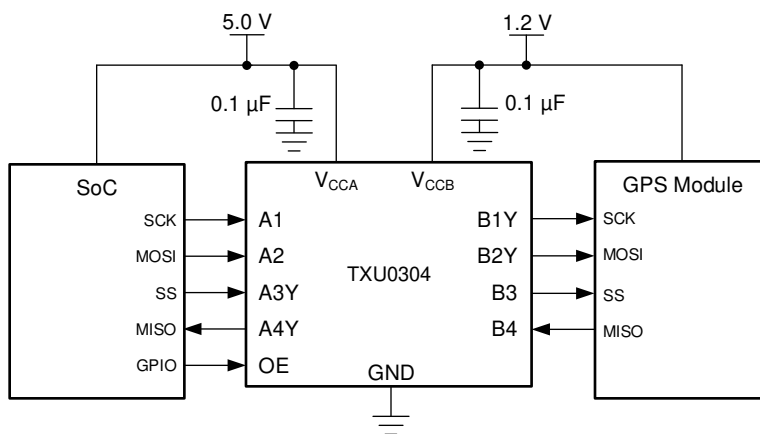 5.0 V
1.2 V
0.1 µF
0.1 µF
SoC
VCCA
VCCB
GPS Module
SCK
A1
B1Y
SCK
MOSI
A2
B2Y
MOSI
TXU0304
SS
A3Y
B3
SS
MISO
A4Y
B4
MISO
GPIO
OE
GND